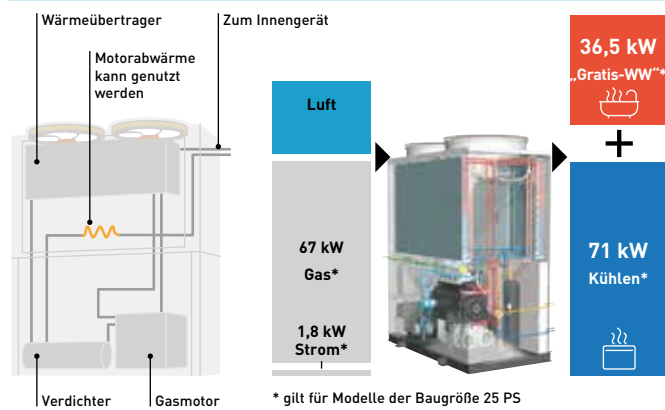 Wärmeübertrager
Zum Innengerät
Motorabwärme
kann genutzt
werden
Verdichter
Gasmotor
Luft
67 kW
Gas*
1,8 kW
Strom*
36,5 kW
„Gratis-WW“*
+
71 kW
Kühlen*
* gilt für Modelle der Baugröße 25 PS